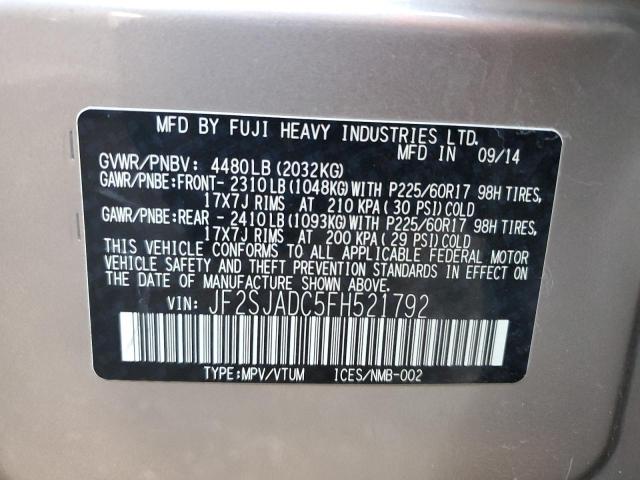 MFD BY FUJI HEAVY INDUSTRIES LTD.
MFD IN 09/14
GVWR/PNBV: 4480LB(2032KG)
GAWR/PNBE:FRONT- 2310LB(1048KG)WITH P225/60R17 98H TIRES,
17X7J RIMS AT 210 KPA(30 PSI)COLD
GAWR/PNBE:REAR - 2410LB(1093KG)WITH P225/60R17 98H TIRES,
17X7J RIMS AT 200 KPA(29 PSI)COLD
THIS VEHICLE CONFORMS TO ALL APPLICABLE FEDERAL MOTOR
VEHICLE SAFETY AND THEFT PREVENTION STANDARDS IN EFFECT ON
THE DATE OF MANUFACTURE SHOWN ABOVE.
VIN: JF2SJADC5FH521792
TYPE:MPV/VTUM ICES/NMB-002